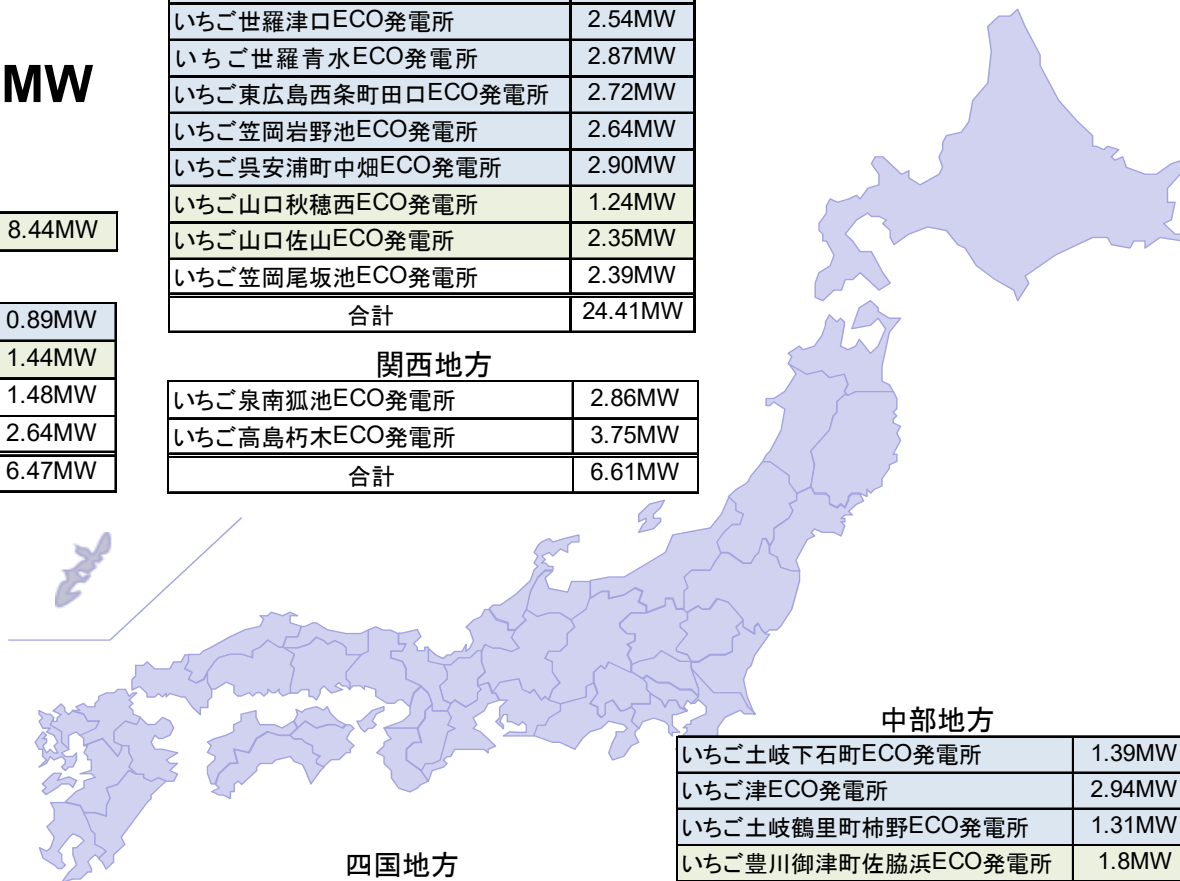 MW
8.44MW
0.89MW
1.44MW
1.48MW
2.64MW
6.47MW
いちご世羅津口ECO発電所 2.54MW
いちご世羅青水ECO発電所 2.87MW
いちご東広島西条町田口ECO発電所 2.72MW
いちご笠岡岩野池ECO発電所 2.64MW
いちご呉安浦町中畑ECO発電所 2.90MW
いちご山口秋穂西ECO発電所 1.24MW
いちご山口佐山ECO発電所 2.35MW
いちご笠岡尾坂池ECO発電所 2.39MW
合計 24.41MW
関西地方
いちご泉南狐池ECO発電所 2.86MW
いちご高島朽木ECO発電所 3.75MW
合計 6.61MW
中部地方
いちご土岐下石町ECO発電所 1.39MW
いちご津ECO発電所 2.94MW
いちご土岐鶴里町柿野ECO発電所 1.31MW
いちご豊川御津町佐脇浜ECO発電所 1.8MW
四国地方